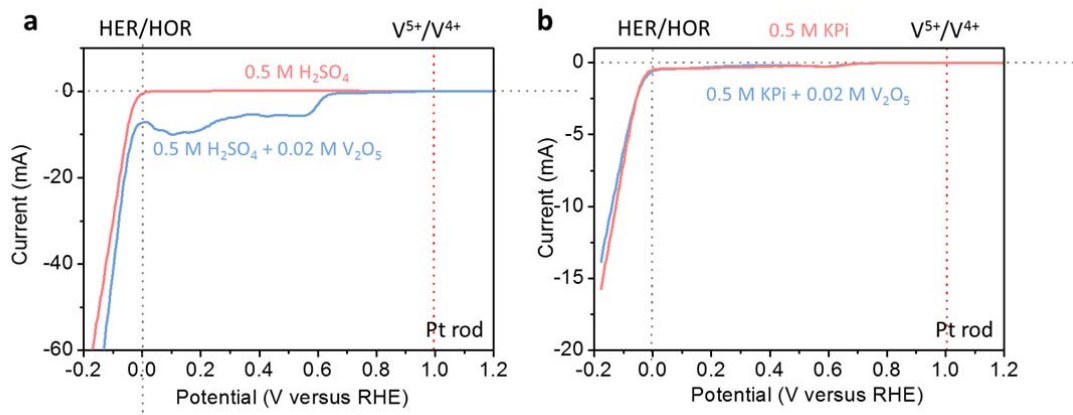 a
HER/HOR
V⁵⁺/V⁴⁺
0.5 M H₂SO₄
0.5 M H₂SO₄ + 0.02 M V₂O₅
Pt rod
0
-20
-40
-60
Current (mA)
-0.2 0.0 0.2 0.4 0.6 0.8 1.0 1.2
Potential (V versus RHE)
b
HER/HOR
0.5 M KPi
V⁵⁺/V⁴⁺
0.5 M KPi + 0.02 M V₂O₅
Pt rod
0
-5
-10
-15
-20
Current (mA)
-0.2 0.0 0.2 0.4 0.6 0.8 1.0 1.2
Potential (V versus RHE)